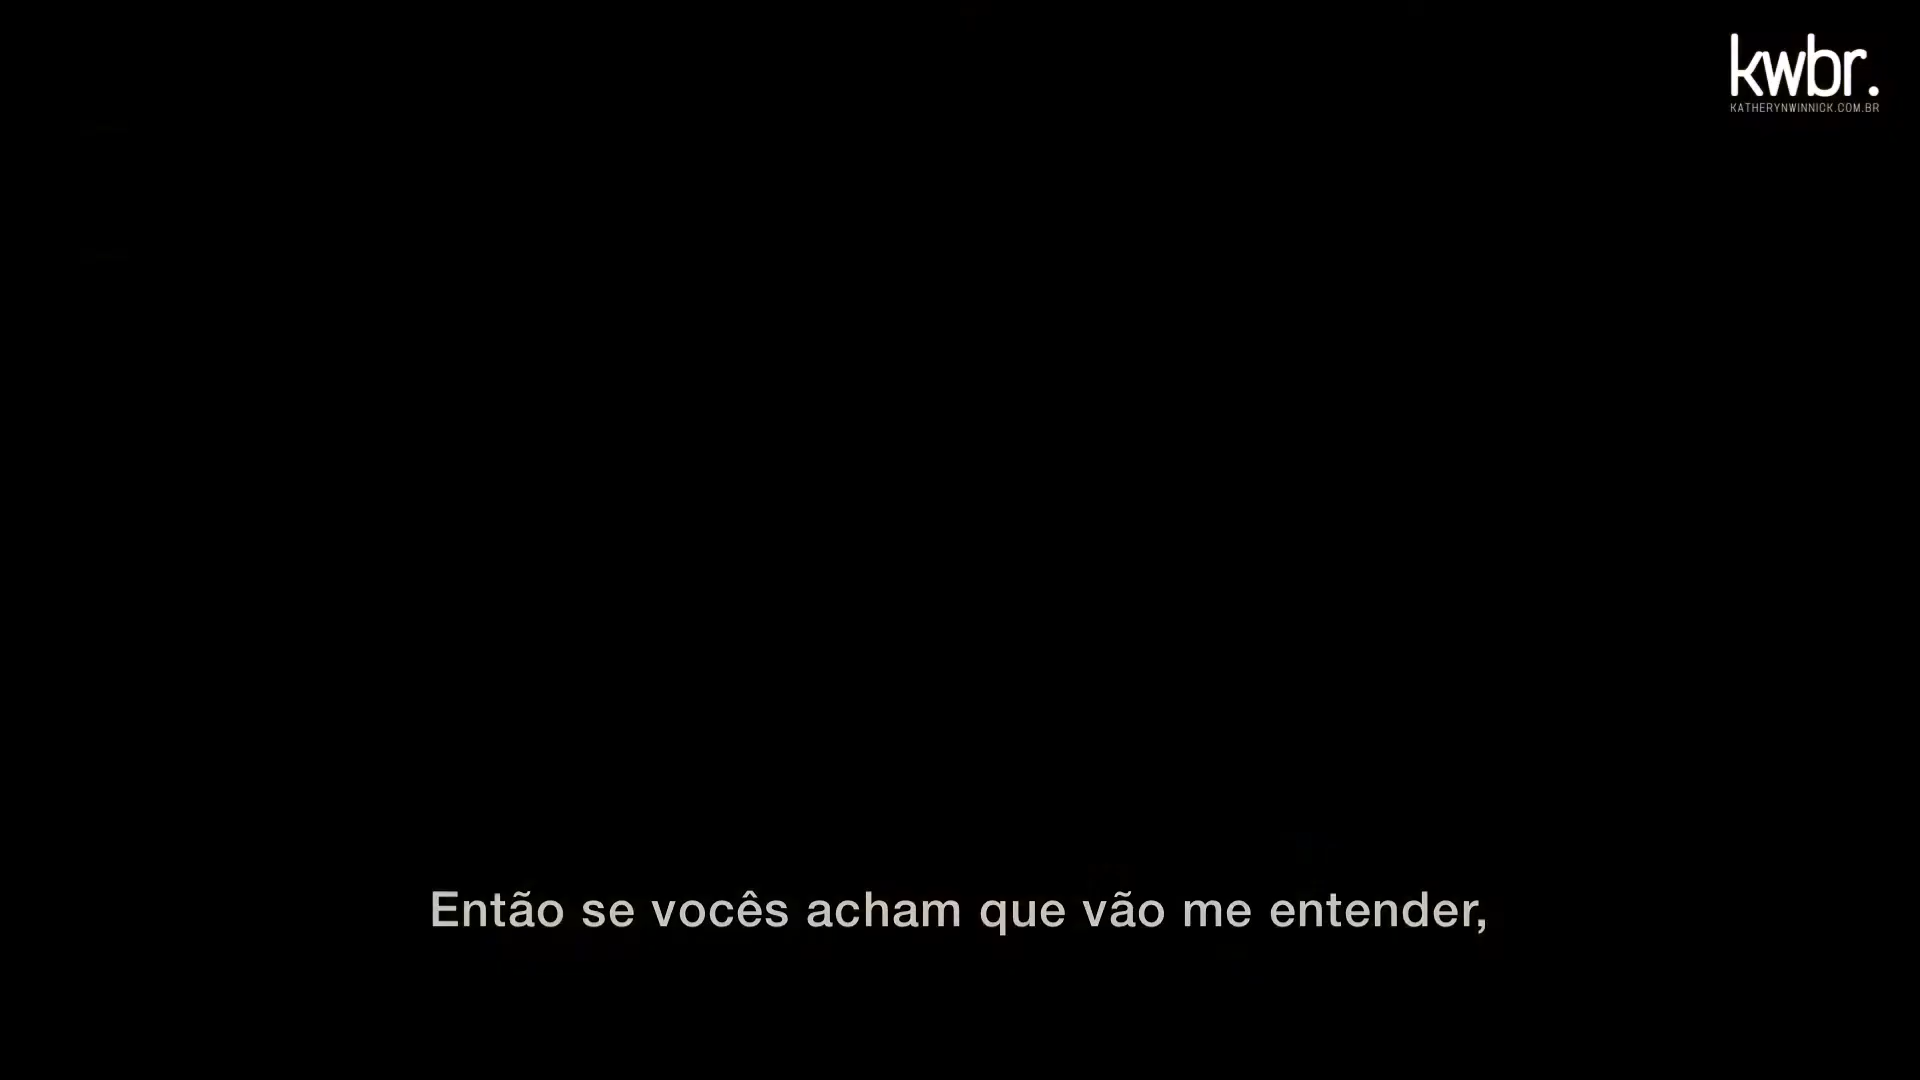 kwbr.
KATHERYNWINNICK.COM.BR
Então se vocês acham que vão me entender,